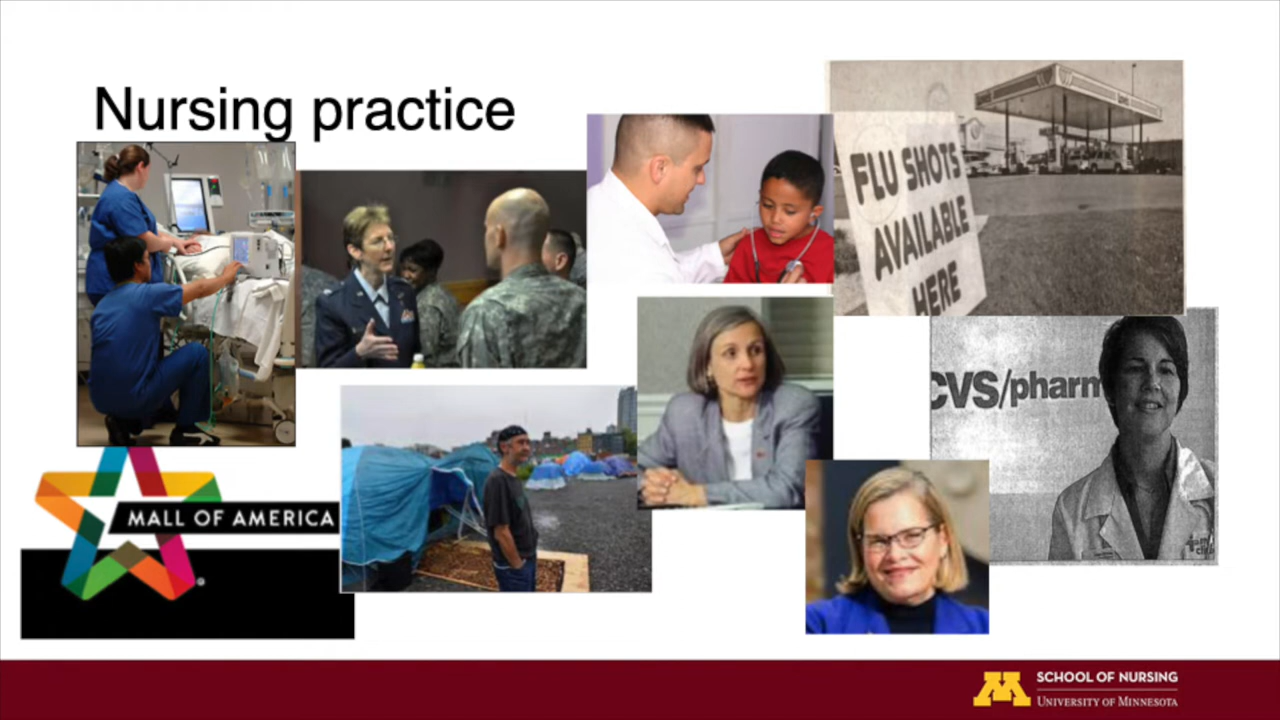 Nursing practice
FLU SHOTS
AVAILABLE
HERE
CVS/pharm
MALL OF AMERICA
M
SCHOOL OF NURSING
UNIVERSITY OF MINNESOTA